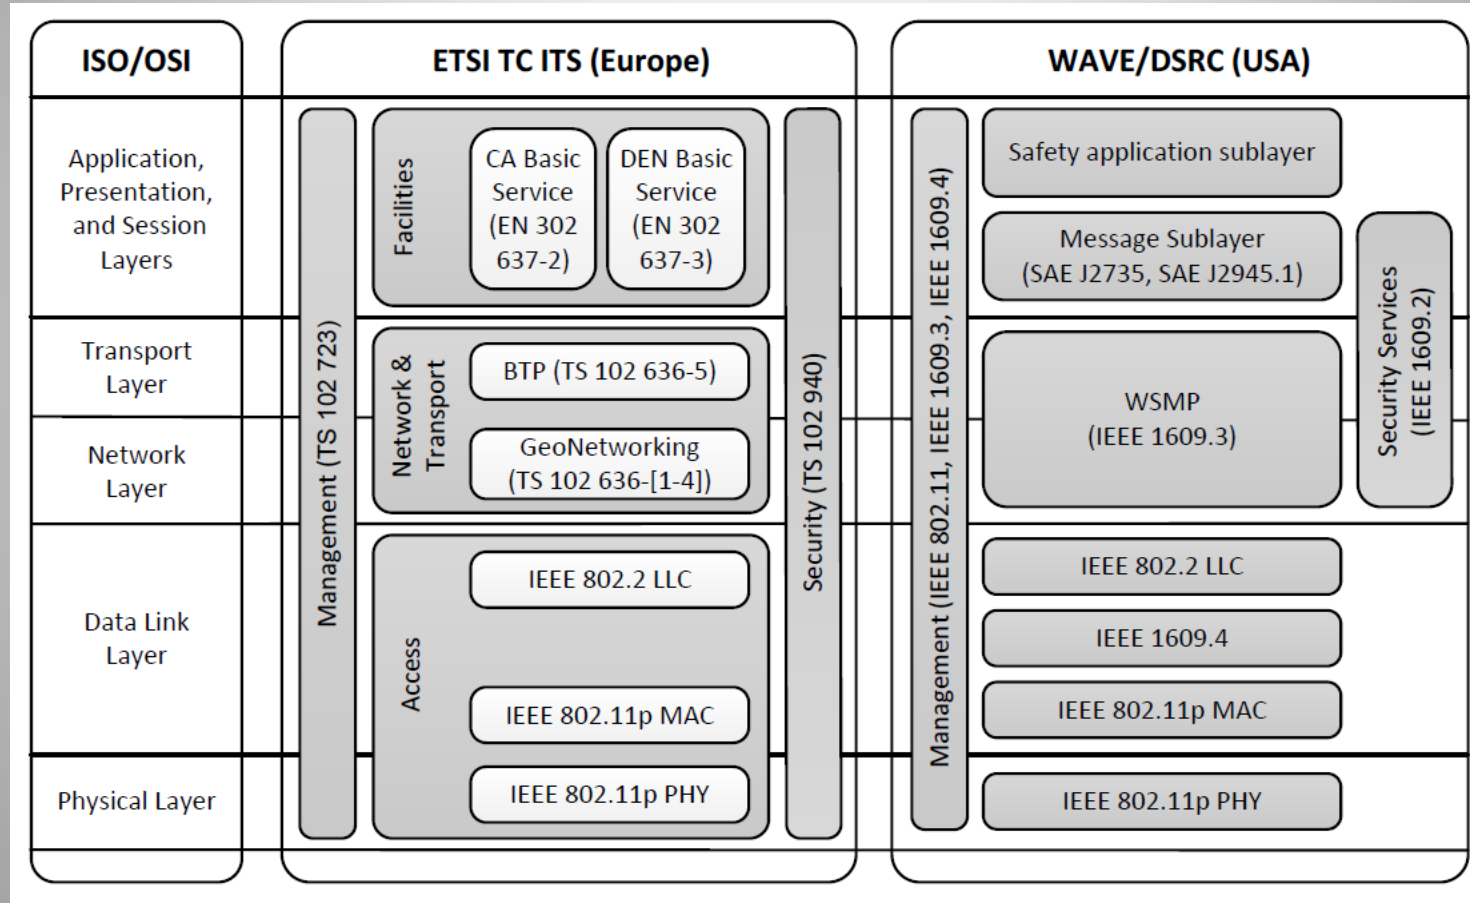 ISO/OSI
Application,
Presentation,
and Session
Layers
Transport
Layer
Network
Layer
Data Link
Layer
Physical Layer
ETSI TC ITS (Europe)
Management (TS 102 723)
Facilities
CA Basic
Service
(EN 302
637-2)
DEN Basic
Service
(EN 302
637-3)
Network &
Transport
BTP (TS 102 636-5)
GeoNetworking
(TS 102 636-[1-4])
Access
IEEE 802.2 LLC
IEEE 802.11p MAC
IEEE 802.11p PHY
Security (TS 102 940)
WAVE/DSRC (USA)
Management (IEEE 802.11, IEEE 1609.3, IEEE 1609.4)
Safety application sublayer
Message Sublayer
(SAE J2735, SAE J2945.1)
WSMP
(IEEE 1609.3)
IEEE 802.2 LLC
IEEE 1609.4
IEEE 802.11p MAC
IEEE 802.11p PHY
Security Services
(IEEE 1609.2)